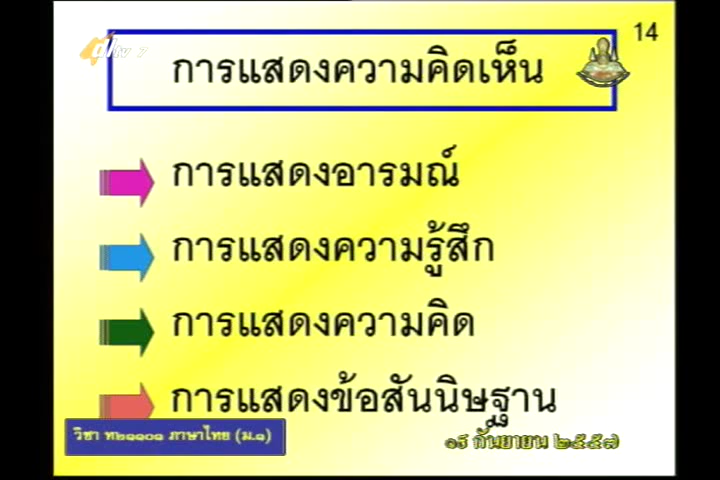 14
dltv 7
การแสดงความคิดเห็น
การแสดงอารมณ์
การแสดงความรู้สึก
การแสดงความคิด
การแสดงข้อสันนิษฐาน
วิชา ท๒๑๑๐๑ ภาษาไทย (ม.๑)
กันยายน ๒๕๕๗